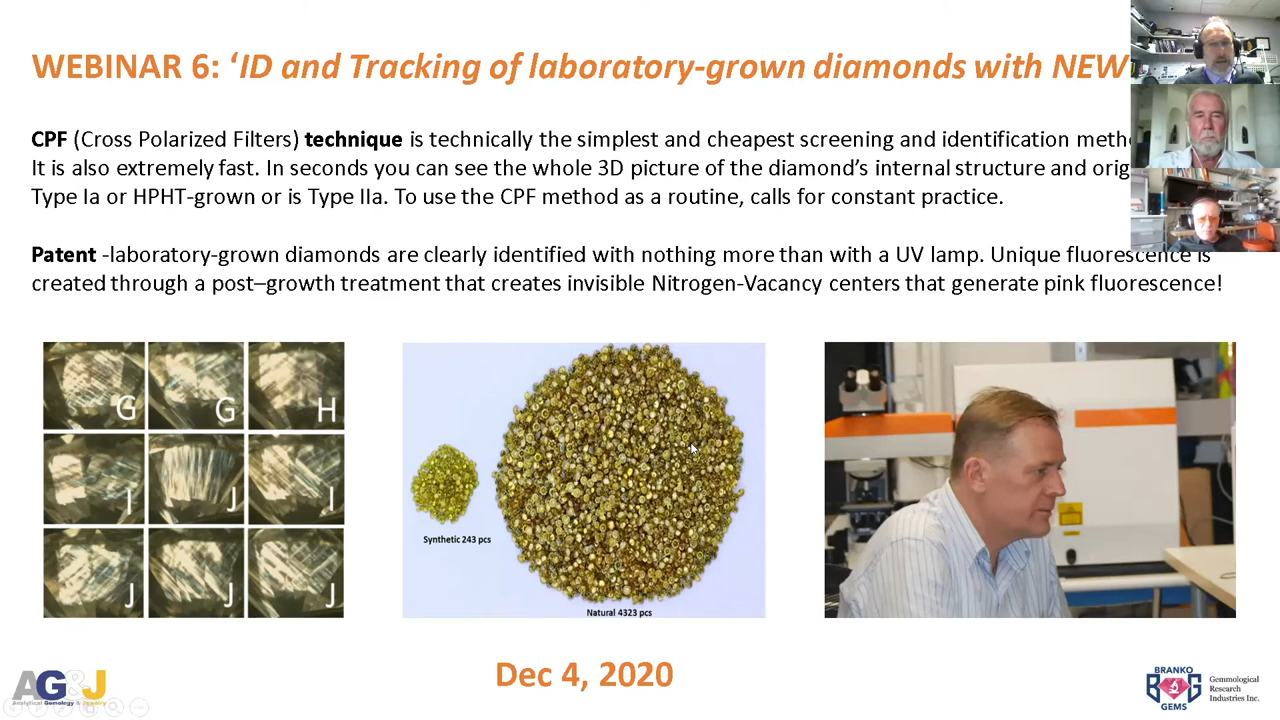 WEBINAR 6: ‘ID and Tracking of laboratory-grown diamonds with NEW
CPF (Cross Polarized Filters) technique is technically the simplest and cheapest screening and identification
It is also extremely fast. In seconds you can see the whole 3D picture of the diamond’s internal structure and
Type Ia or HPHT-grown or is Type IIa. To use the CPF method as a routine, calls for constant practice.
Patent -laboratory-grown diamonds are clearly identified with nothing more than with a UV lamp. Unique fluorescence is
created through a post–growth treatment that creates invisible Nitrogen-Vacancy centers that generate pink fluorescence!
G
G
H
I
J
I
J
J
J
Synthetic 243 pcs
Natural 4323 pcs
Dec 4, 2020
AG&J
Analytical Gemology & Jewelry
BRANKO
GEMS
Gemmological
Research
Industries Inc.